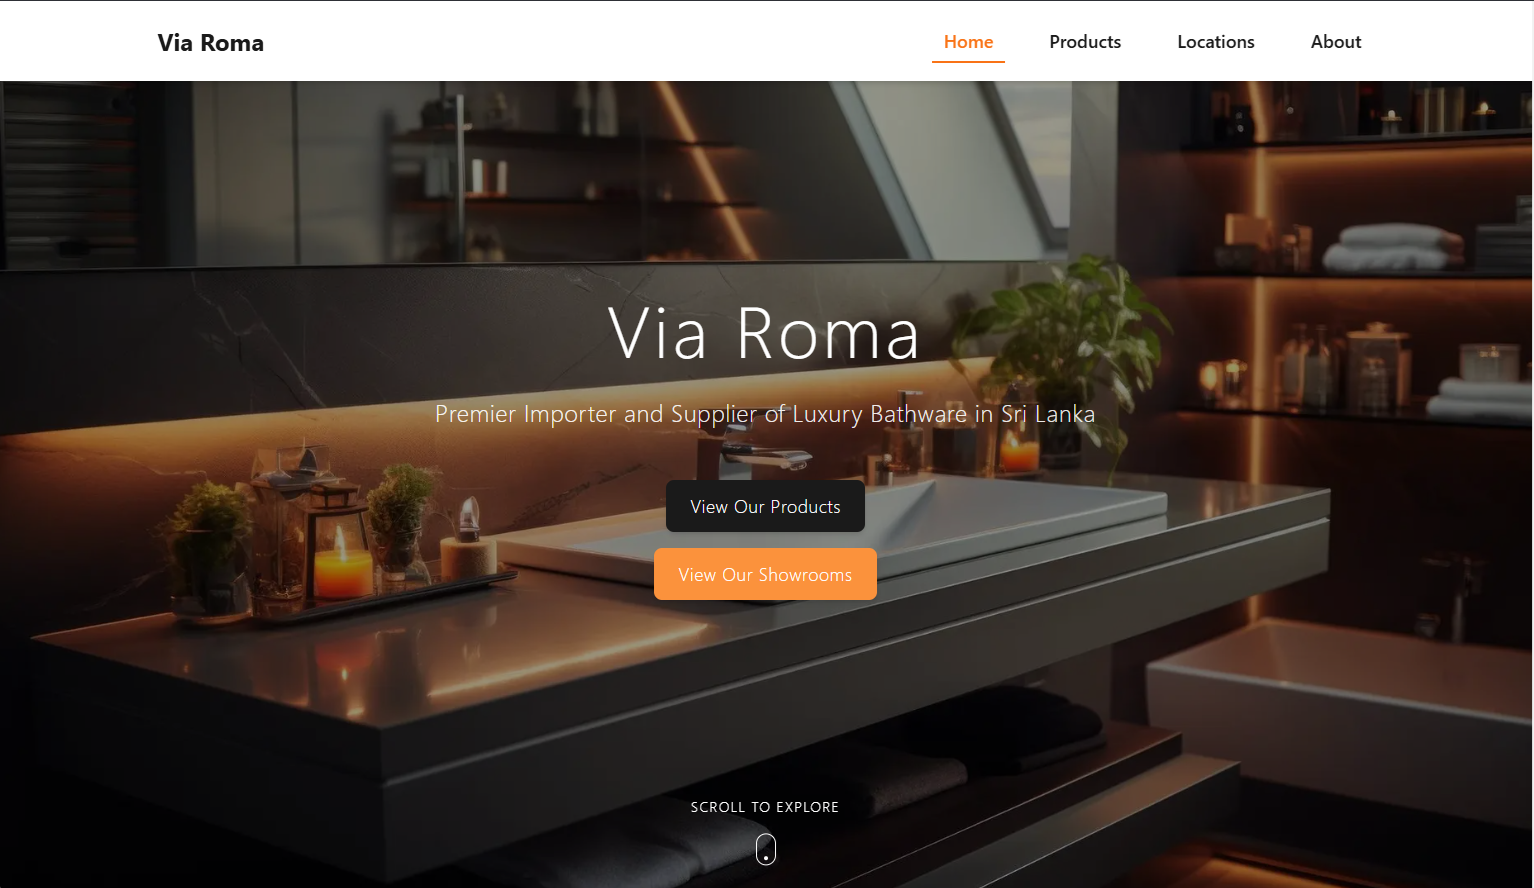 Via Roma
Home Products Locations About
Via Roma
Premier Importer and Supplier of Luxury Bathware in Sri Lanka
View Our Products
View Our Showrooms
SCROLL TO EXPLORE